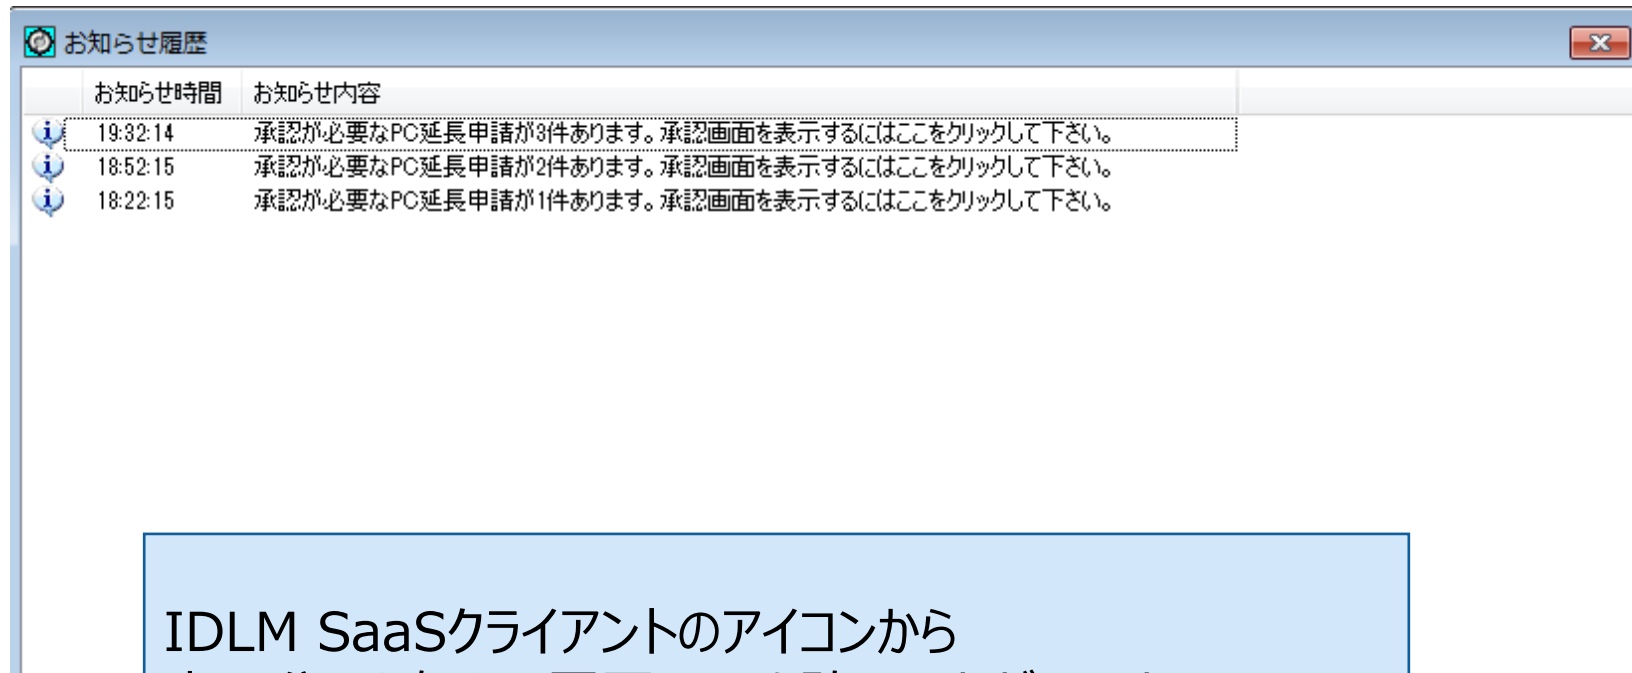 お知らせ履歴
お知らせ時間 お知らせ内容
19:32:14 承認が必要なPC延長申請が3件あります。承認画面を表示するにはここをクリックして下さい。
18:52:15 承認が必要なPC延長申請が2件あります。承認画面を表示するにはここをクリックして下さい。
18:22:15 承認が必要なPC延長申請が1件あります。承認画面を表示するにはここをクリックして下さい。
IDLM SaaSクライアントのアイコンから